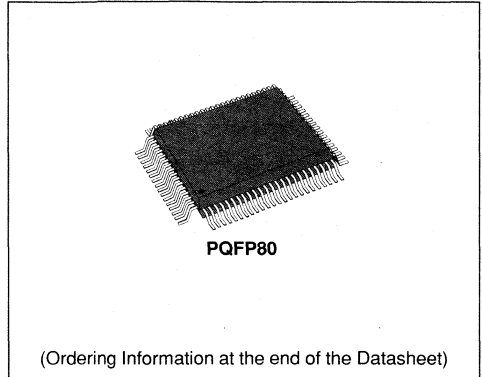 PQFP80
(Ordering Information at the end of the Datasheet)